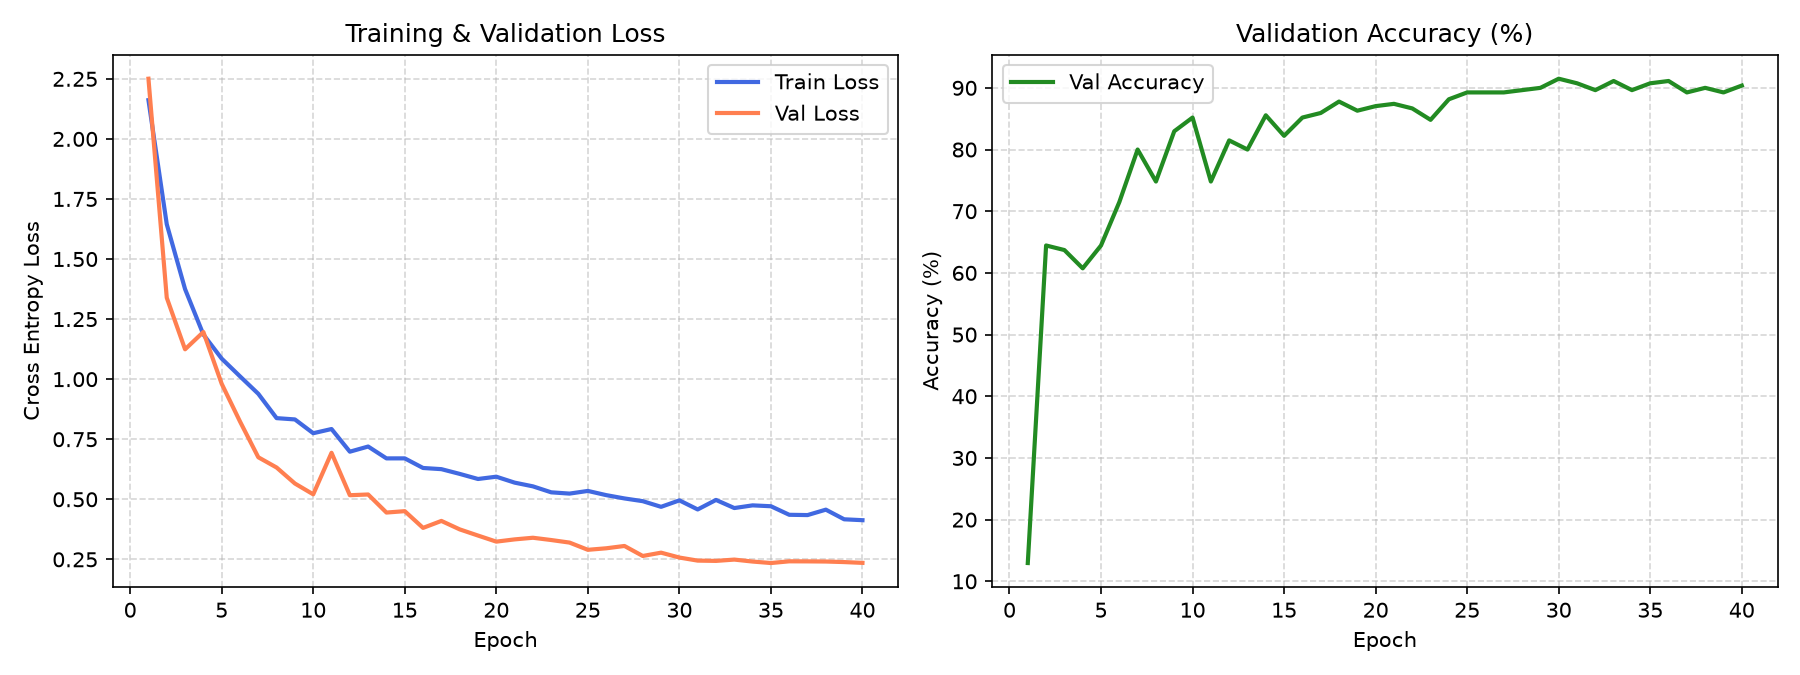 Training & Validation Loss
Train Loss
Val Loss
2.25
2.00
1.75
1.50
1.25
1.00
0.75
0.50
0.25
Cross Entropy Loss
0 5 10 15 20 25 30 35 40
Epoch
Validation Accuracy (%)
Val Accuracy
90
80
70
60
50
40
30
20
10
Accuracy (%)
0 5 10 15 20 25 30 35 40
Epoch